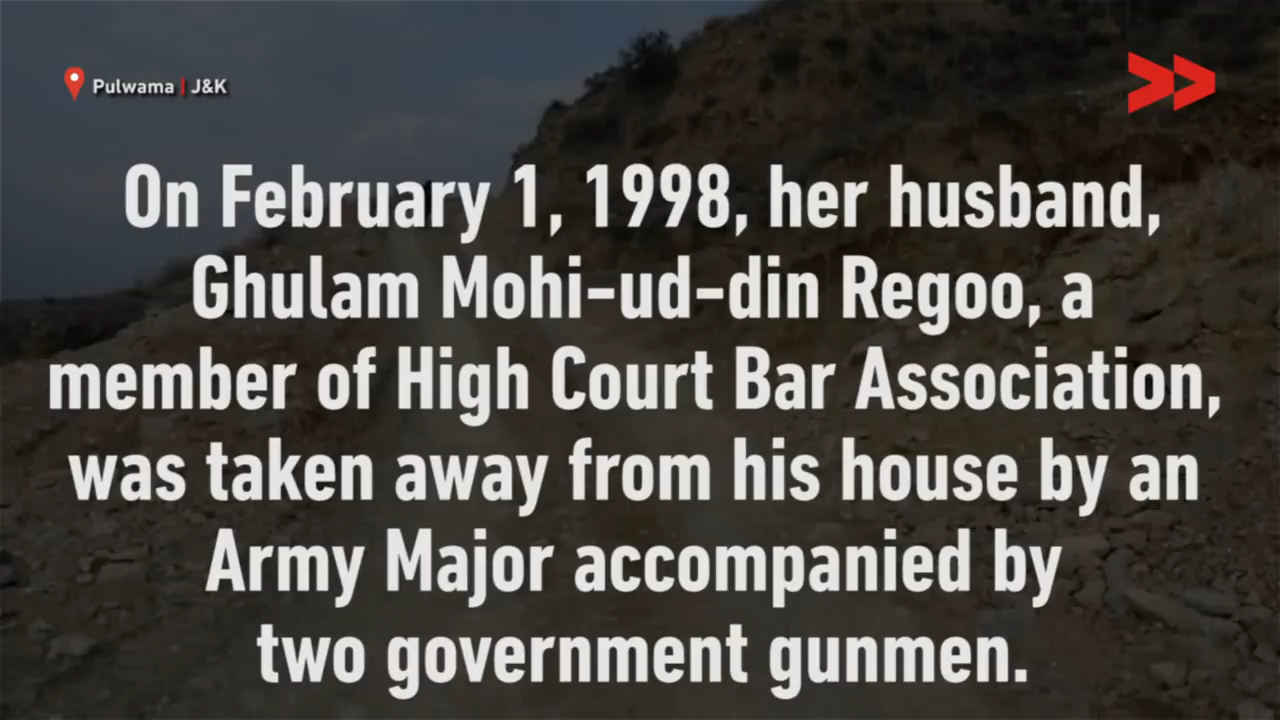 Pulwama | J&K
On February 1, 1998, her husband,
Ghulam Mohi-ud-din Regoo, a
member of High Court Bar Association,
was taken away from his house by an
Army Major accompanied by
two government gunmen.